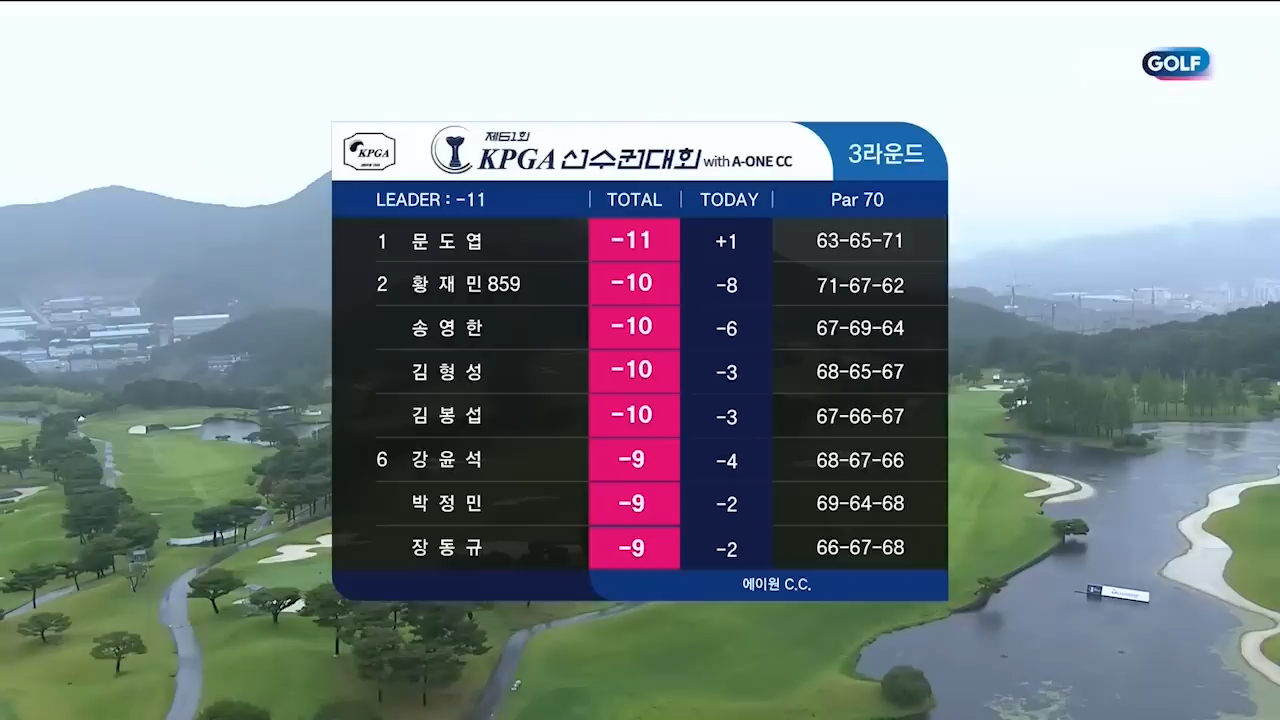 GOLF
KPGA
제61회
KPGA 선수권대회 with A-ONE CC
3라운드
LEADER : -11 TOTAL TODAY Par 70
1 문도엽 -11 +1 63-65-71
2 황재민859 -10 -8 71-67-62
송영한 -10 -6 67-69-64
김형성 -10 -3 68-65-67
김봉섭 -10 -3 67-66-67
6 강윤석 -9 -4 68-67-66
박정민 -9 -2 69-64-68
장동규 -9 -2 66-67-68
에이원 C.C.